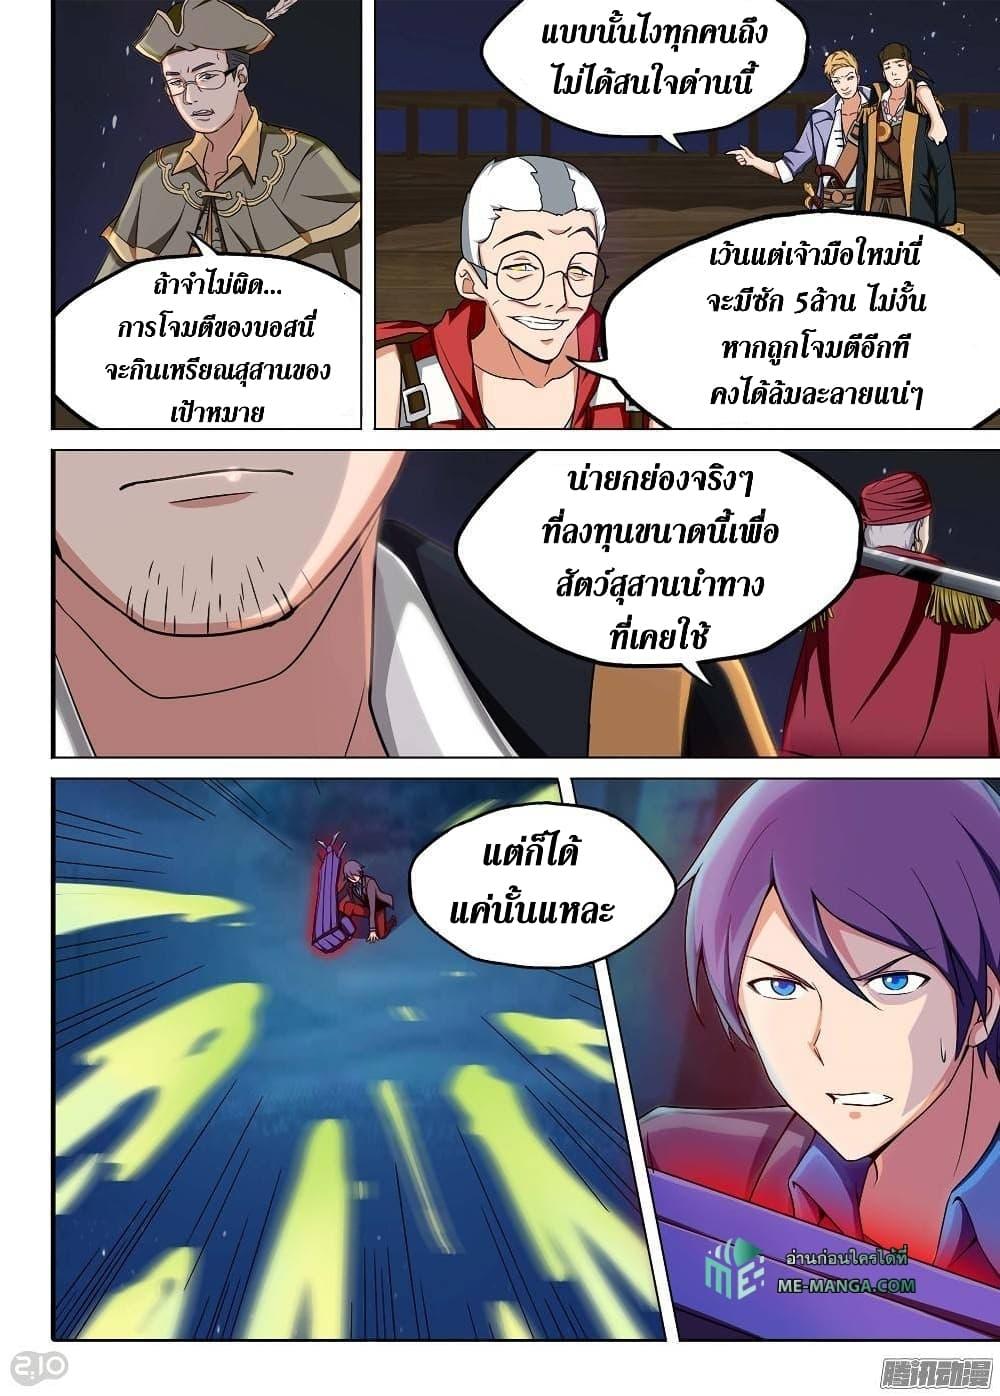 ถ้าจำไม่ผิด...
การโจมตีของบอสนี่
จะกินเหรียญสุสานของ
เป้าหมาย
แบบนั้นไงทุกคนถึง
ไม่ได้สนใจด่านนี้
เว้นแต่เจ้ามือใหม่นี่
จะมีซัก 5ล้าน ไม่งั้น
หากถูกโจมตีอีกที
คงได้ล้มละลายแน่ๆ
น่ายกย่องจริงๆ
ที่ลงทุนขนาดนี้เพื่อ
สัตว์สุสานนำทาง
ที่เคยใช้
แต่ก็ได้
แค่นั้นแหละ
ME
อ่านก่อนใครได้ที่
ME-MANGA.COM
210
腾讯动漫